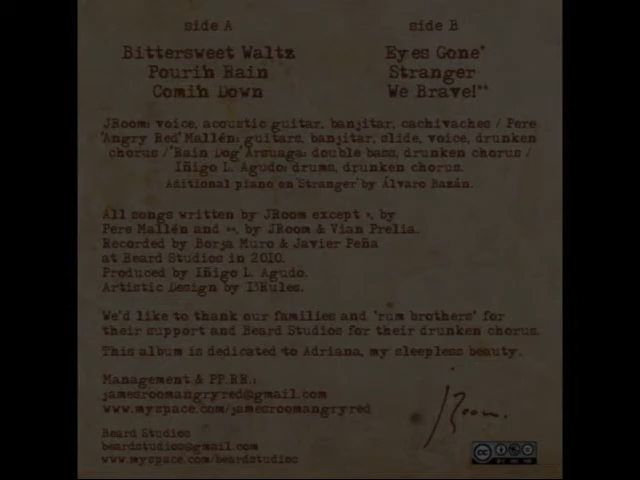 side A
side B
Bittersweet Waltz
Pourin' Rain
Comin' Down
Eyes Gone*
Stranger
We Brave!**
JRoom: voice, acoustic guitar, banjitar, cachivaches / Pere
"Angry Red" Mallén: guitars, banjitar, slide, voice, drunken
chorus / "Rain Dog" Arsuaga: double bass, drunken chorus /
Iñigo L. Agudo: drums, drunken chorus.
Aditional piano on Stranger by Álvaro Bazán.
All songs written by JRoom except *, by
Pere Mallén and **, by JRoom & Vian Prelia.
Recorded by Borja Muro & Javier Peña
at Beard Studios in 2010.
Produced by Iñigo L. Agudo.
Artistic Design by 13Rules.
We'd like to thank our families and 'rum brothers' for
their support and Beard Studios for their drunken chorus.
This album is dedicated to Adriana, my sleepless beauty.
Management & PP.RR.:
jamesroomangryred@gmail.com
www.myspace.com/jamesroomangryred
JRoom.
Beard Studios
beardstudios@gmail.com
www.myspace.com/beardstudios
cc